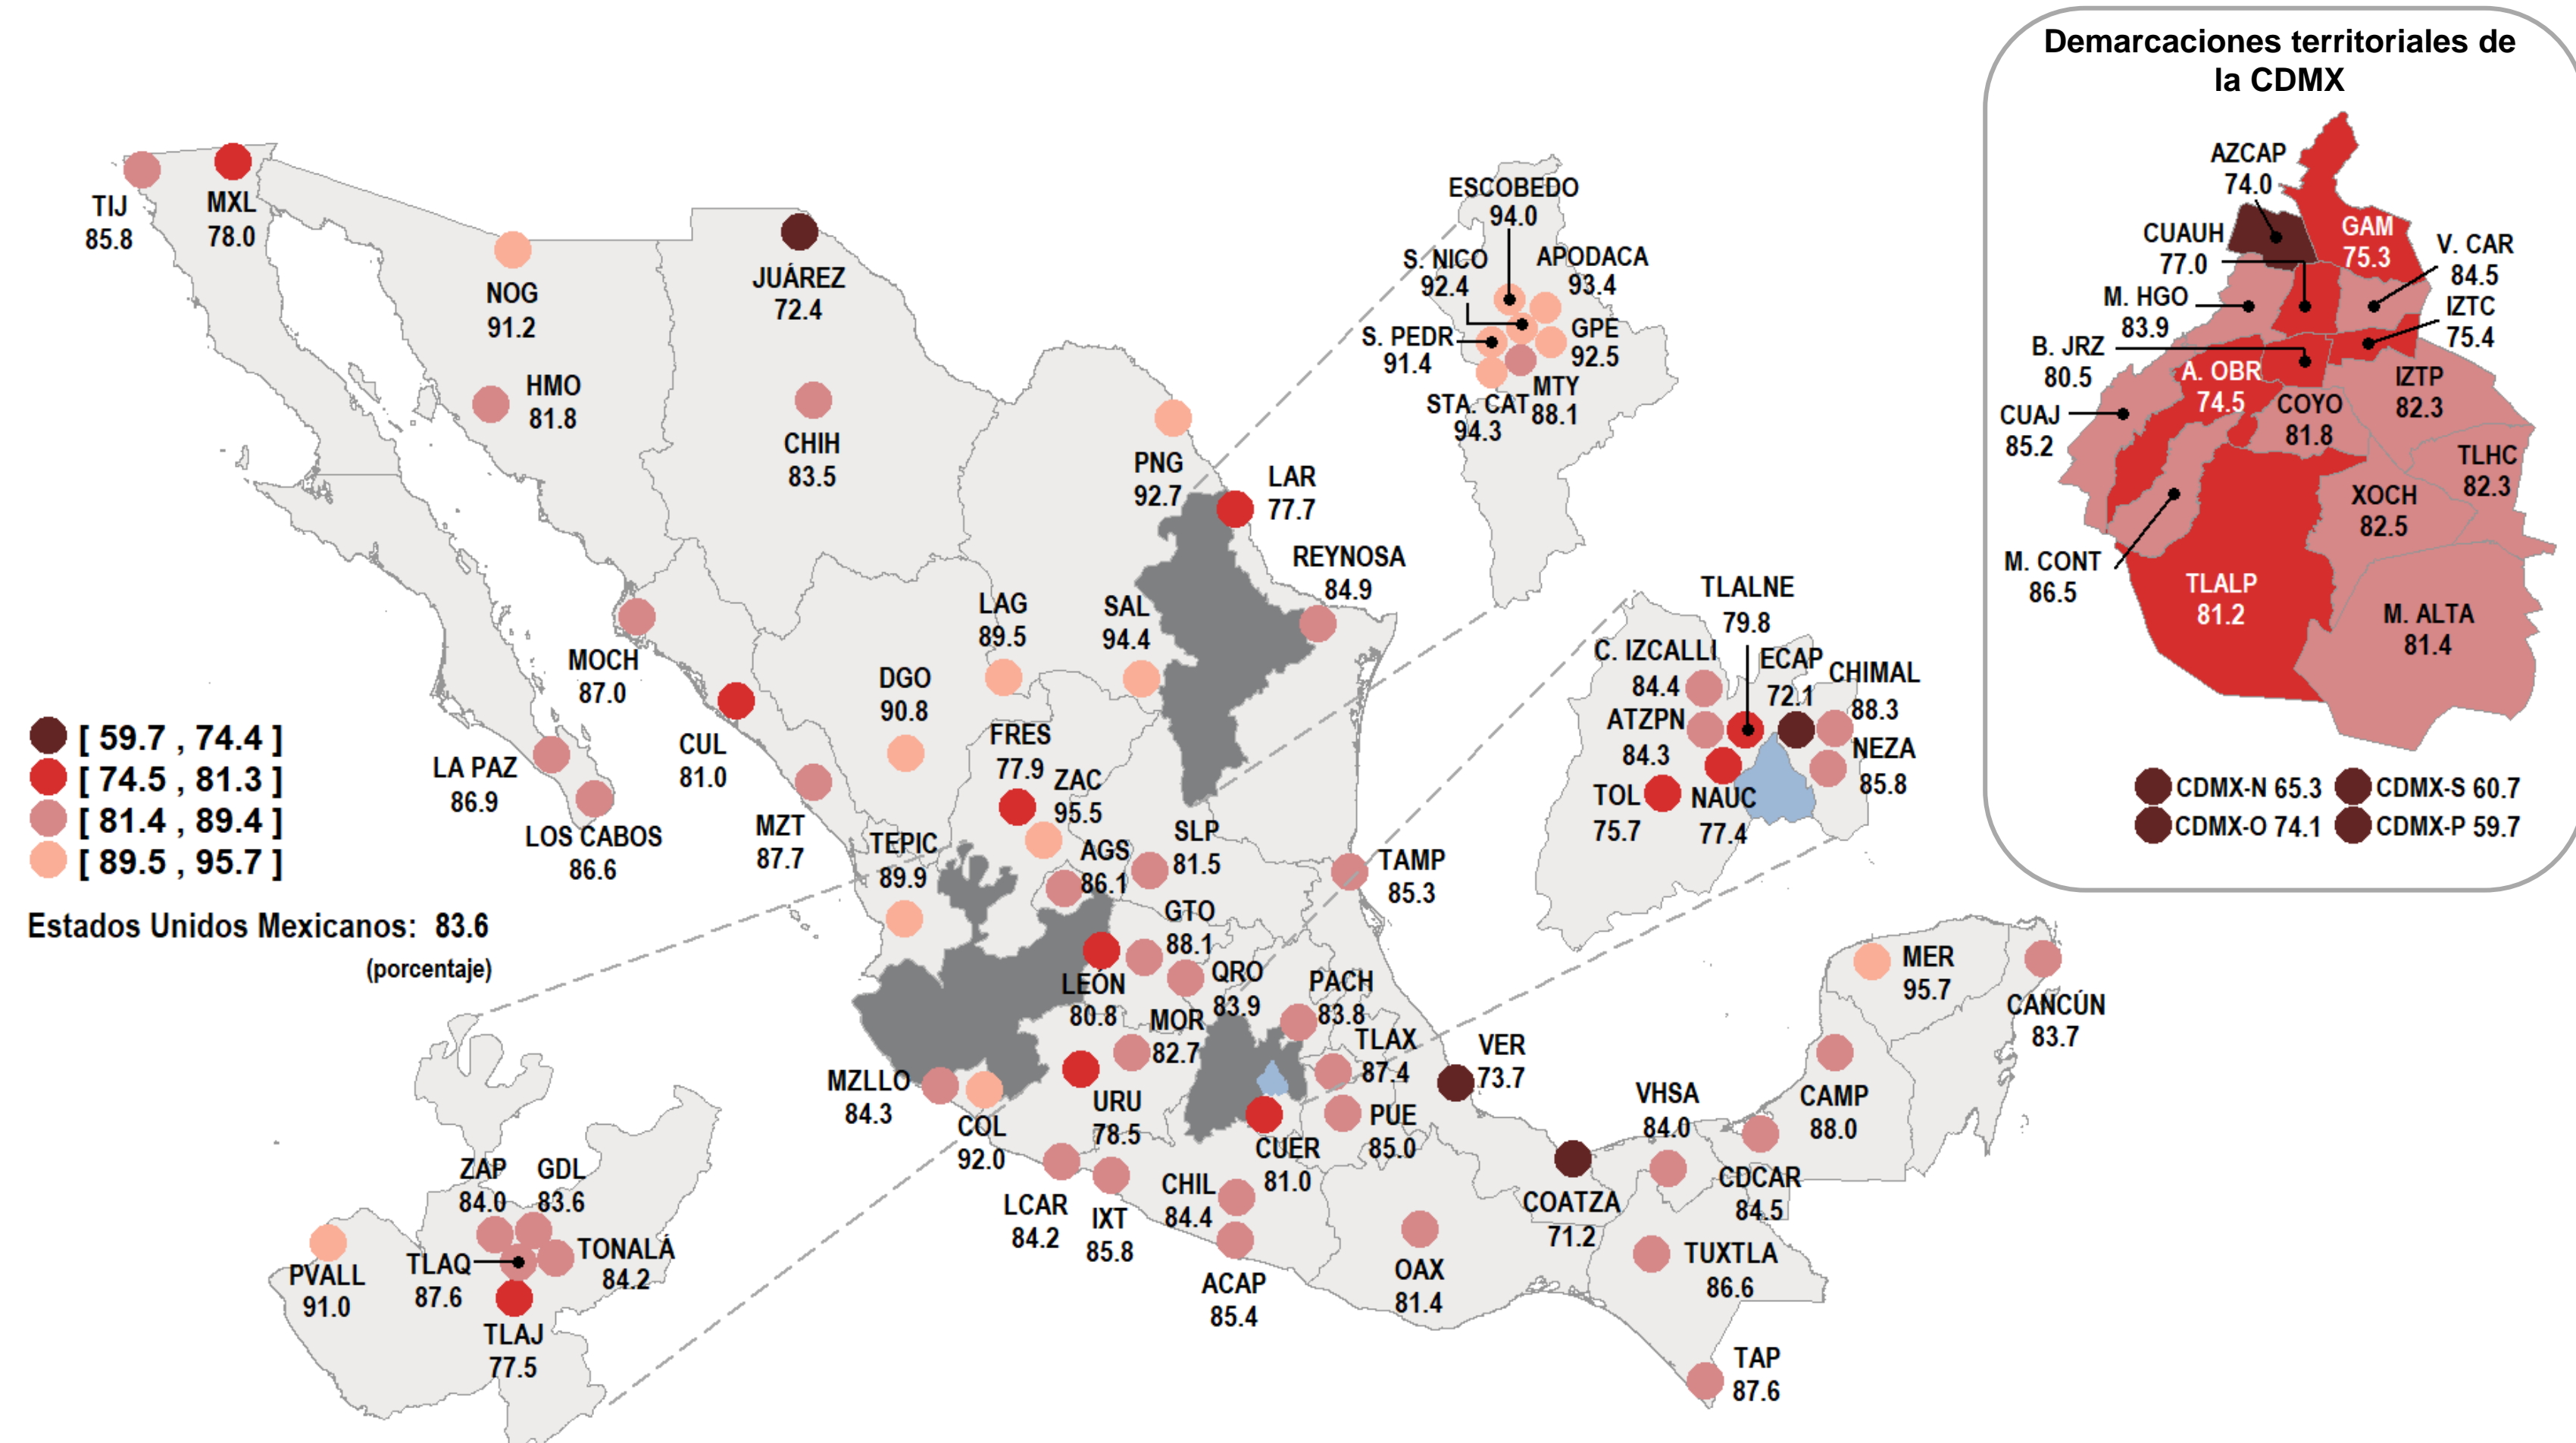 Demarcaciones territoriales de
la CDMX
AZCAP
74.0
GAM
75.3
CUAUH
77.0
V. CAR
84.5
M. HGO
83.9
IZTC
75.4
B. JRZ
80.5
A. OBR
74.5
IZTP
82.3
COYO
81.8
CUAJ
85.2
TLHC
82.3
XOCH
82.5
M. CONT
86.5
TLALP
81.2
M. ALTA
81.4
CDMX-N 65.3
CDMX-S 60.7
CDMX-O 74.1
CDMX-P 59.7
TIJ
85.8
MXL
78.0
NOG
91.2
HMO
81.8
JUÁREZ
72.4
CHIH
83.5
ESCOBEDO
94.0
S. NICO
92.4
APODACA
93.4
S. PEDR
91.4
GPE
92.5
STA. CAT
94.3
MTY
88.1
PNG
92.7
LAR
77.7
REYNOSA
84.9
LAG
89.5
SAL
94.4
MOCH
87.0
DGO
90.8
CUL
81.0
LA PAZ
86.9
LOS CABOS
86.6
MZT
87.7
FRES
77.9
ZAC
95.5
TEPIC
89.9
AGS
86.1
SLP
81.5
TAMP
85.3
TLALNE
79.8
C. IZCALLI
84.4
ECAP
72.1
CHIMAL
88.3
ATZPN
84.3
NEZA
85.8
TOL
75.7
NAUC
77.4
[ 59.7 , 74.4 ]
[ 74.5 , 81.3 ]
[ 81.4 , 89.4 ]
[ 89.5 , 95.7 ]
Estados Unidos Mexicanos: 83.6
(porcentaje)
GTO
88.1
LEÓN
80.8
QRO
83.9
PACH
83.8
MOR
82.7
TLAX
87.4
MZLLO
84.3
COL
92.0
URU
78.5
CUER
81.0
PUE
85.0
VER
73.7
LCAR
84.2
IXT
85.8
CHIL
84.4
ACAP
85.4
OAX
81.4
COATZA
71.2
VHSA
84.0
CDCAR
84.5
CAMP
88.0
MER
95.7
CANCÚN
83.7
TUXTLA
86.6
TAP
87.6
ZAP
84.0
GDL
83.6
TONALÁ
84.2
TLAQ
87.6
PVALL
91.0
TLAJ
77.5